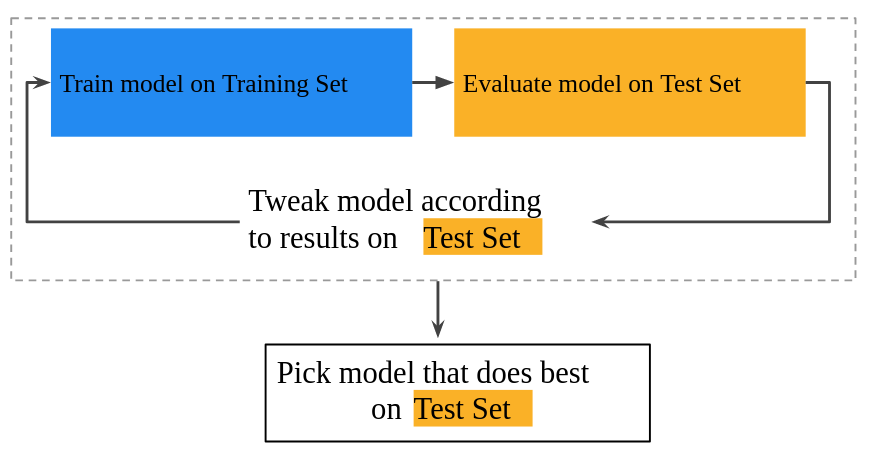 Train model on Training Set
Evaluate model on Test Set
Tweak model according
to results on Test Set
Pick model that does best
on Test Set